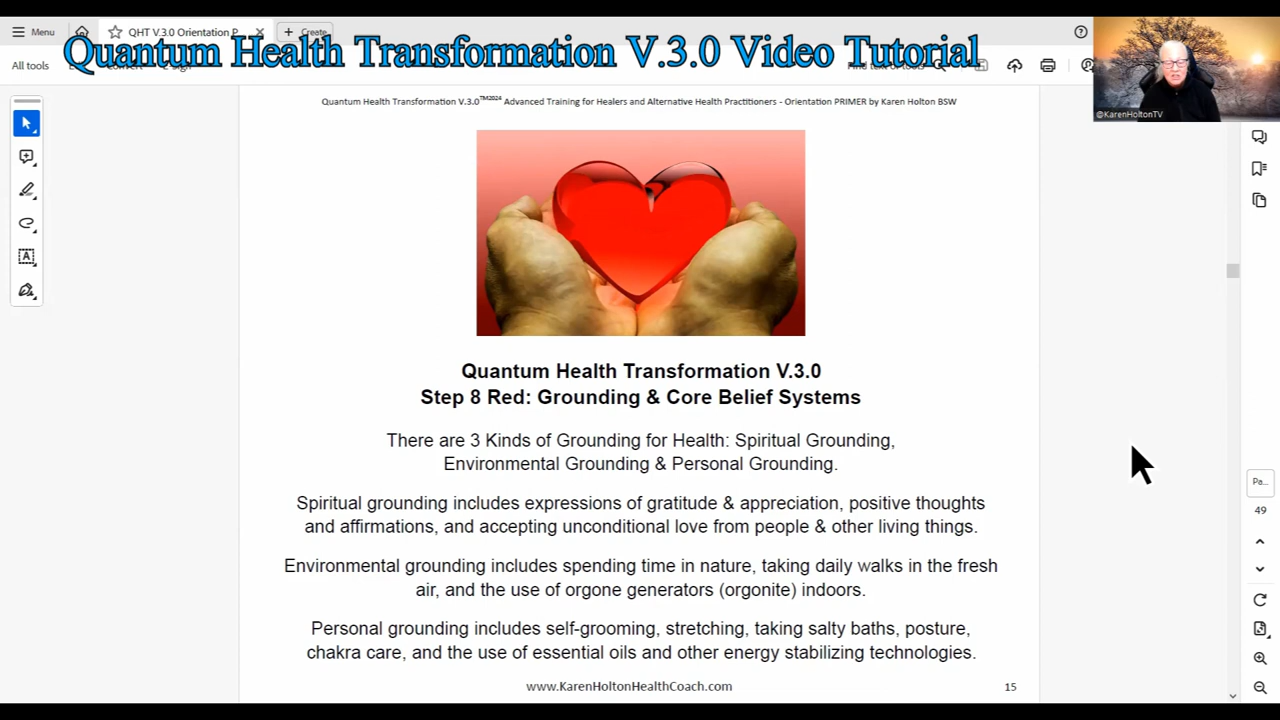 Menu
QHT V.3.0 Orientation P
Create
Quantum Health Transformation V.3.0 Video Tutorial
All tools
Find text or tools
@KarenHoltonTV
Quantum Health Transformation V.3.0™2024 Advanced Training for Healers and Alternative Health Practitioners - Orientation PRIMER by Karen Holton BSW
Quantum Health Transformation V.3.0
Step 8 Red: Grounding & Core Belief Systems
There are 3 Kinds of Grounding for Health: Spiritual Grounding,
Environmental Grounding & Personal Grounding.
Spiritual grounding includes expressions of gratitude & appreciation, positive thoughts
and affirmations, and accepting unconditional love from people & other living things.
Environmental grounding includes spending time in nature, taking daily walks in the fresh
air, and the use of orgone generators (orgonite) indoors.
Personal grounding includes self-grooming, stretching, taking salty baths, posture,
chakra care, and the use of essential oils and other energy stabilizing technologies.
www.KarenHoltonHealthCoach.com
15
Pa...
49